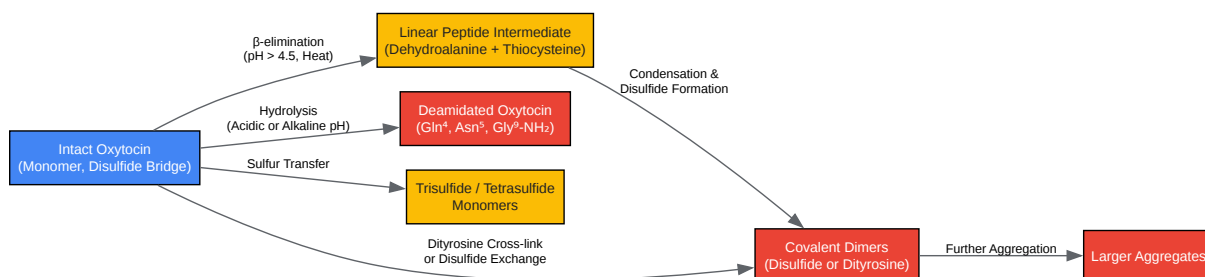 β-elimination
(pH > 4.5, Heat)
Linear Peptide Intermediate
(Dehydroalanine + Thiocysteine)
Condensation &
Disulfide Formation
Hydrolysis
(Acidic or Alkaline pH)
Deamidated Oxytocin
(Gln⁴, Asn⁵, Gly⁹-NH₂)
Intact Oxytocin
(Monomer, Disulfide Bridge)
Sulfur Transfer
Trisulfide / Tetrasulfide
Monomers
Dityrosine Cross-link
or Disulfide Exchange
Covalent Dimers
(Disulfide or Dityrosine)
Further Aggregation
Larger Aggregates